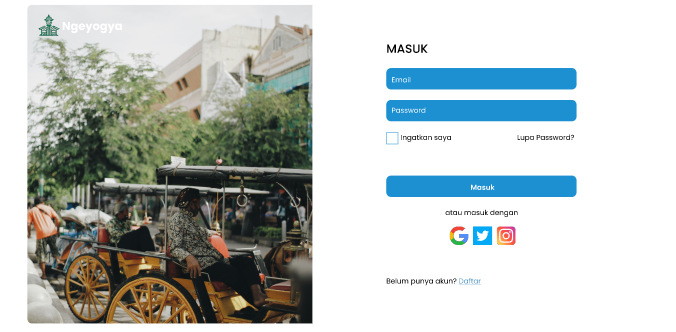 Ngeyogya
MASUK
Email
Password
Ingatkan saya
Lupa Password?
Masuk
atau masuk dengan
Belum punya akun? Daftar